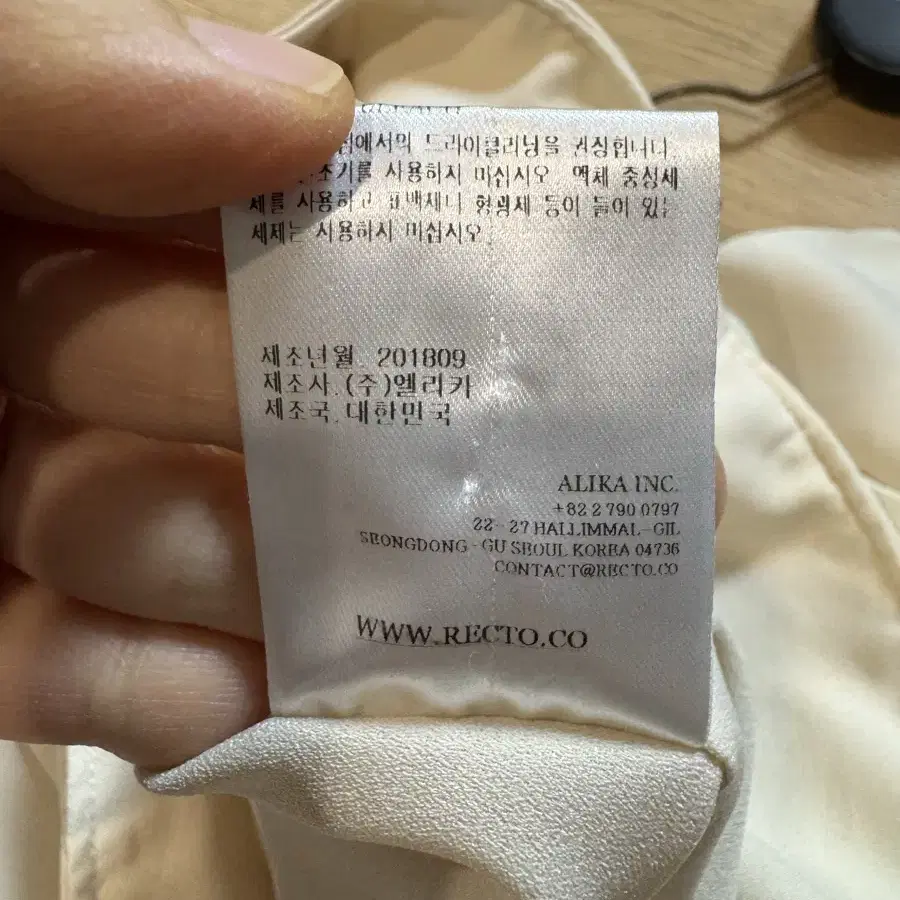 드라이클리닝을 권장합니다.
사용하지 마십시오 액체 중성세
세를 사용하고 표백제나 형광제 등이 들어 있는
세제는 사용하지 마십시오.
제조년월. 201809
제조사. (주)엘리카
제조국. 대한민국
ALIKA INC.
+82 2 790 0797
22-27 HALLIMMAL-GIL
SEONGDONG-GU SEOUL KOREA 04736
CONTACT@RECTO.CO
WWW.RECTO.CO